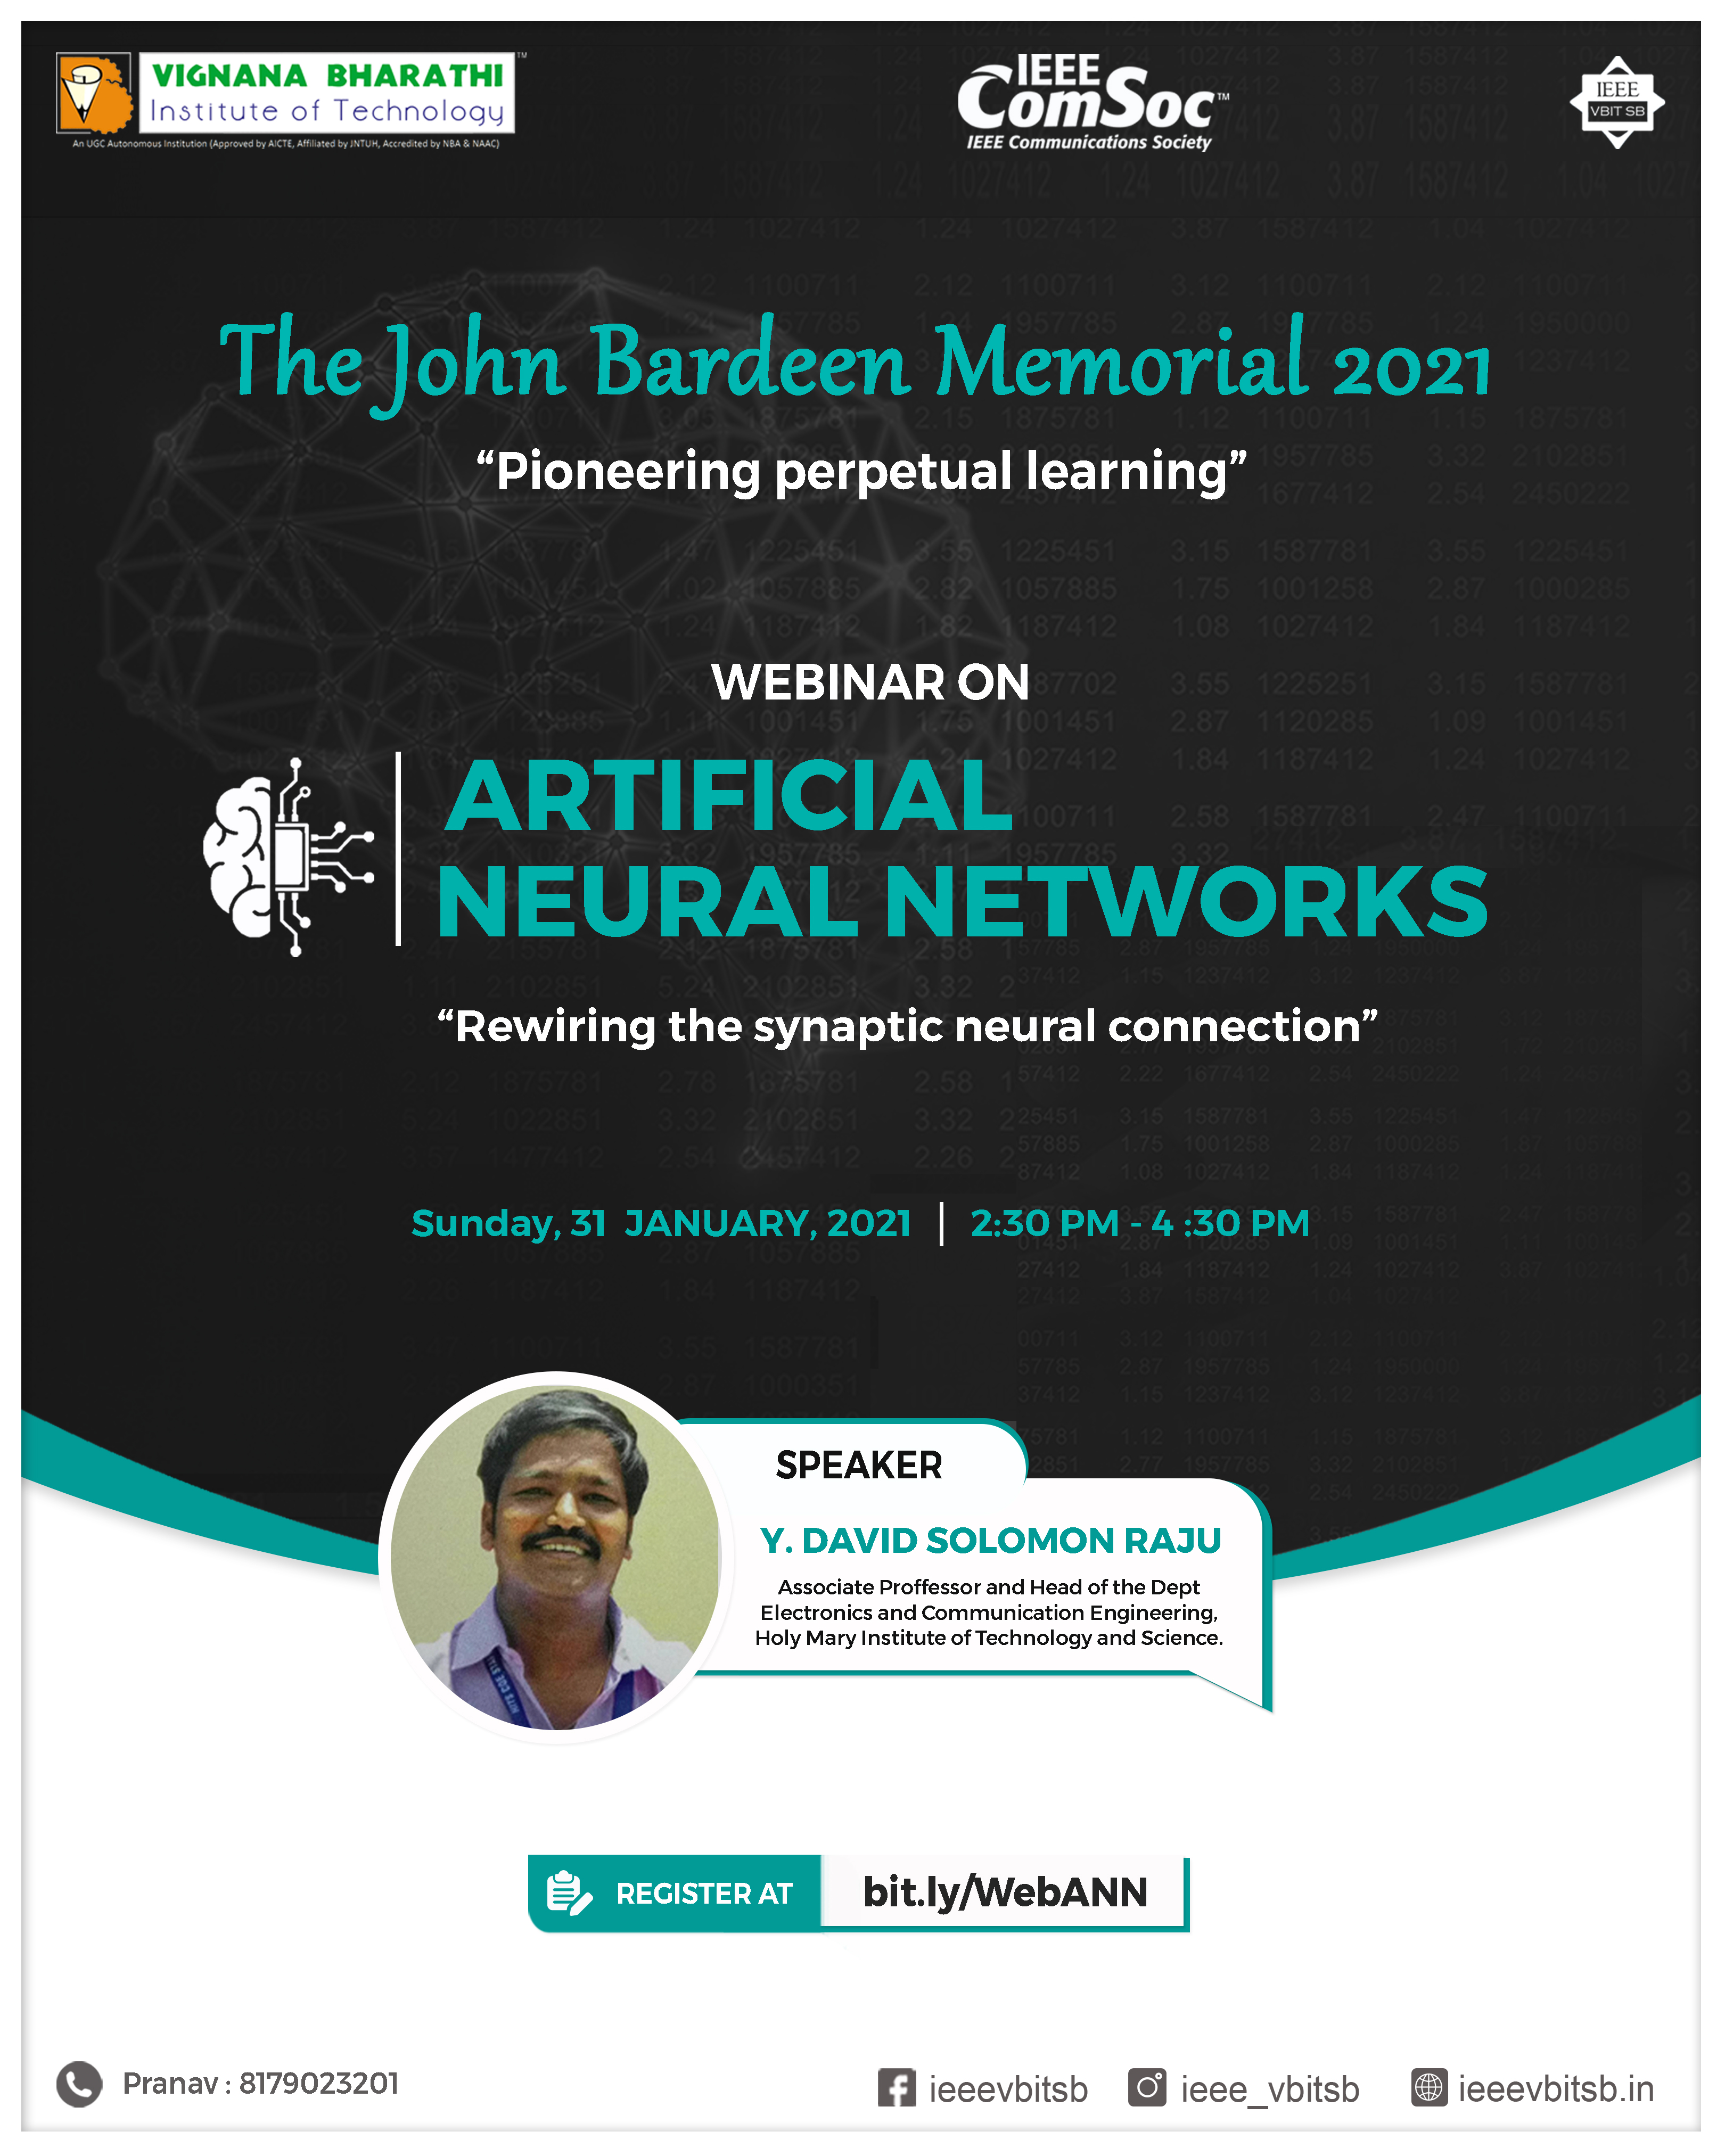 VIGNANA BHARATHI
Institute of Technology
TM
An UGC Autonomous Institution (Approved by AICTE, Affiliated by JNTUH, Accredited by NBA & NAAC)
IEEE
ComSoc™
IEEE Communications Society
IEEE
VBIT SB
The John Bardeen Memorial 2021
“Pioneering perpetual learning”
WEBINAR ON
ARTIFICIAL
NEURAL NETWORKS
“Rewiring the synaptic neural connection”
Sunday, 31 JANUARY, 2021 | 2:30 PM - 4 :30 PM
SPEAKER
Y. DAVID SOLOMON RAJU
Associate Proffessor and Head of the Dept
Electronics and Communication Engineering,
Holy Mary Institute of Technology and Science.
REGISTER AT
bit.ly/WebANN
Pranav : 8179023201
ieeevbitsb
ieee_vbitsb
ieeevbitsb.in